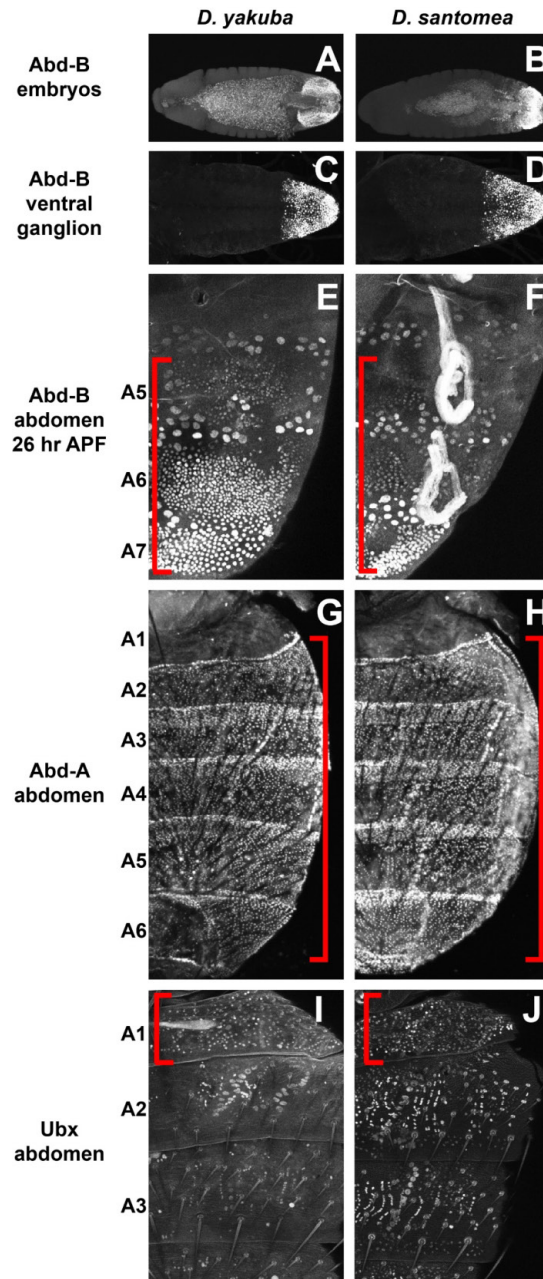 D. yakuba
D. santomea
Abd-B
embryos
A
B
Abd-B
ventral
ganglion
C
D
E
F
Abd-B
abdomen
26 hr APF
A5
A6
A7
G
H
Abd-A
abdomen
A1
A2
A3
A4
A5
A6
I
J
Ubx
abdomen
A1
A2
A3